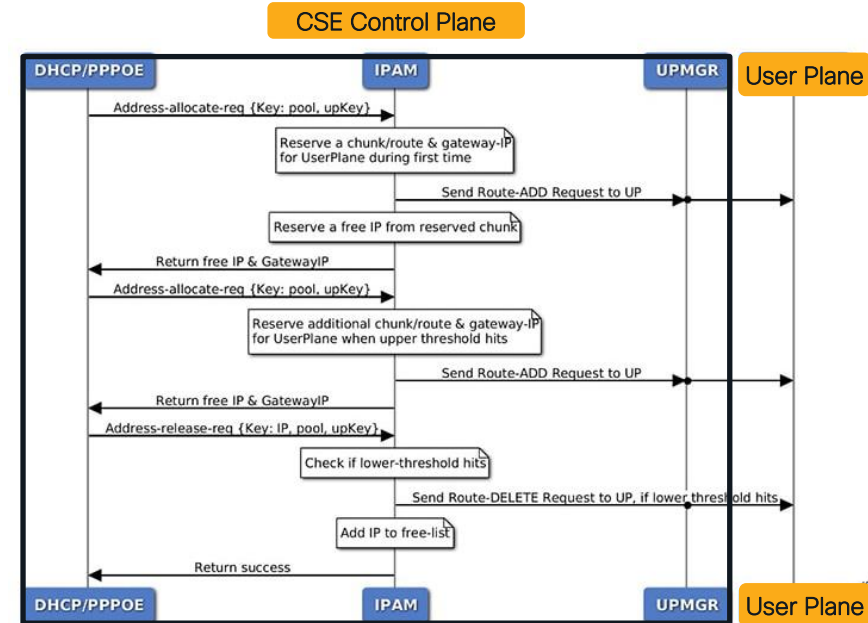 CSE Control Plane
DHCP/PPPOE
IPAM
UPMGR
User Plane
Address-allocate-req {Key: pool, upKey}
Reserve a chunk/route & gateway-IP
for UserPlane during first time
Send Route-ADD Request to UP
Reserve a free IP from reserved chunk
Return free IP & GatewayIP
Address-allocate-req {Key: pool, upKey}
Reserve additional chunk/route & gateway-IP
for UserPlane when upper threshold hits
Send Route-ADD Request to UP
Return free IP & GatewayIP
Address-release-req {Key: IP, pool, upKey}
Check if lower-threshold hits
Send Route-DELETE Request to UP, if lower threshold hits
Add IP to free-list
Return success
DHCP/PPPOE
IPAM
UPMGR
User Plane